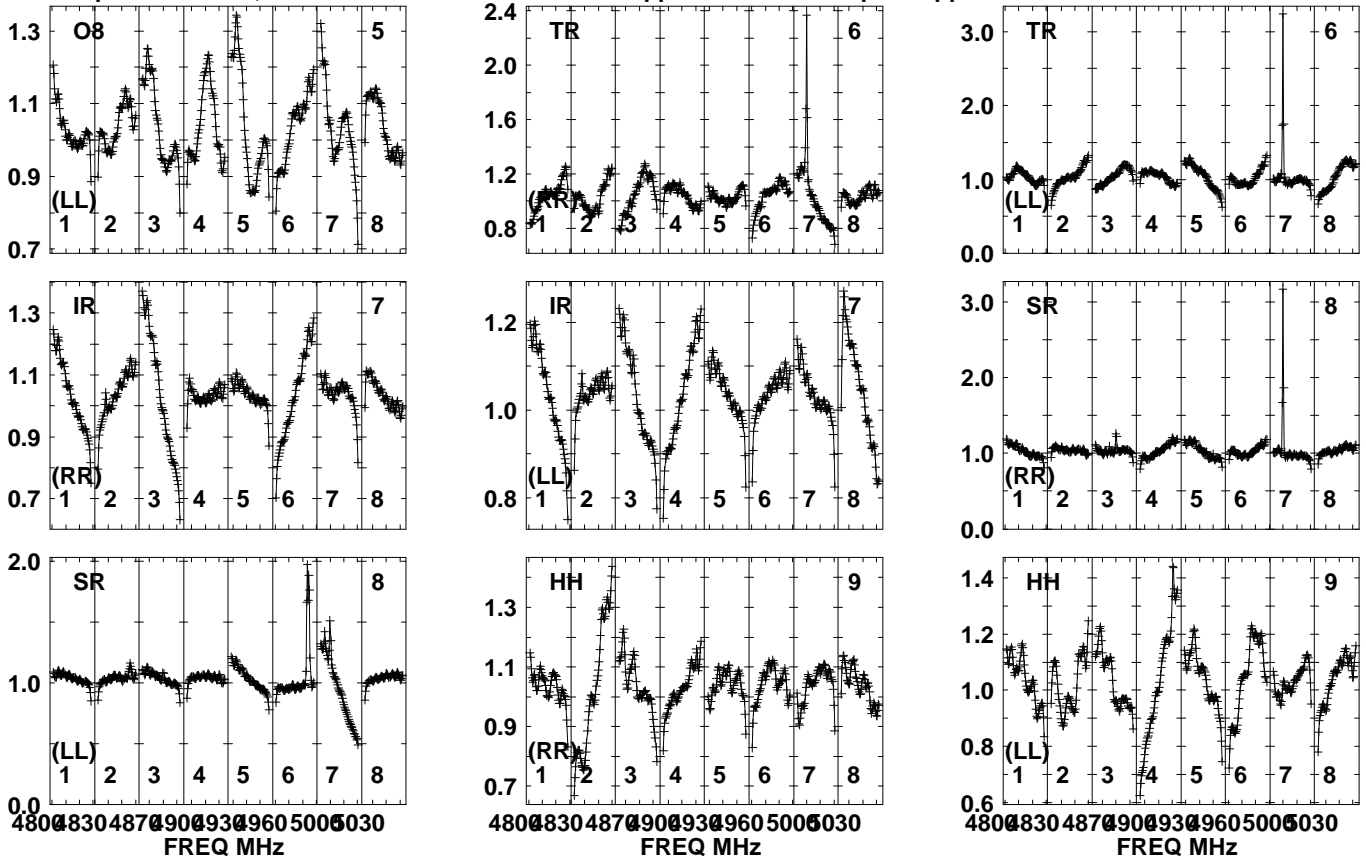 1.3 O8 5
1.1
0.9
(LL)
1 2 3 4 5 6 7 8
0.7
2.4 TR 6
2.0
1.6
1.2
(RR)
1 2 3 4 5 6 7 8
0.8
TR 6
3.0
2.0
1.0
(LL)
1 2 3 4 5 6 7 8
0.0
IR 7
1.3
1.1
0.9
(RR)
0.7 1 2 3 4 5 6 7 8
IR 7
1.2
1.0
(LL)
0.8 1 2 3 4 5 6 7 8
SR 8
3.0
2.0
1.0
(RR)
1 2 3 4 5 6 7 8
0.0
2.0 SR 8
1.0
(LL)
1 2 3 4 5 6 7 8
0.0
HH 9
1.3
1.1
0.9
(RR)
1 2 3 4 5 6 7 8
0.7
1.4 HH 9
1.2
1.0
0.8
(LL)
1 2 3 4 5 6 7 8
0.6
4800 4830 4870 4900 4930 4960 5000 5030
FREQ MHz
4800 4830 4870 4900 4930 4960 5000 5030
FREQ MHz
4800 4830 4870 4900 4930 4960 5000 5030
FREQ MHz